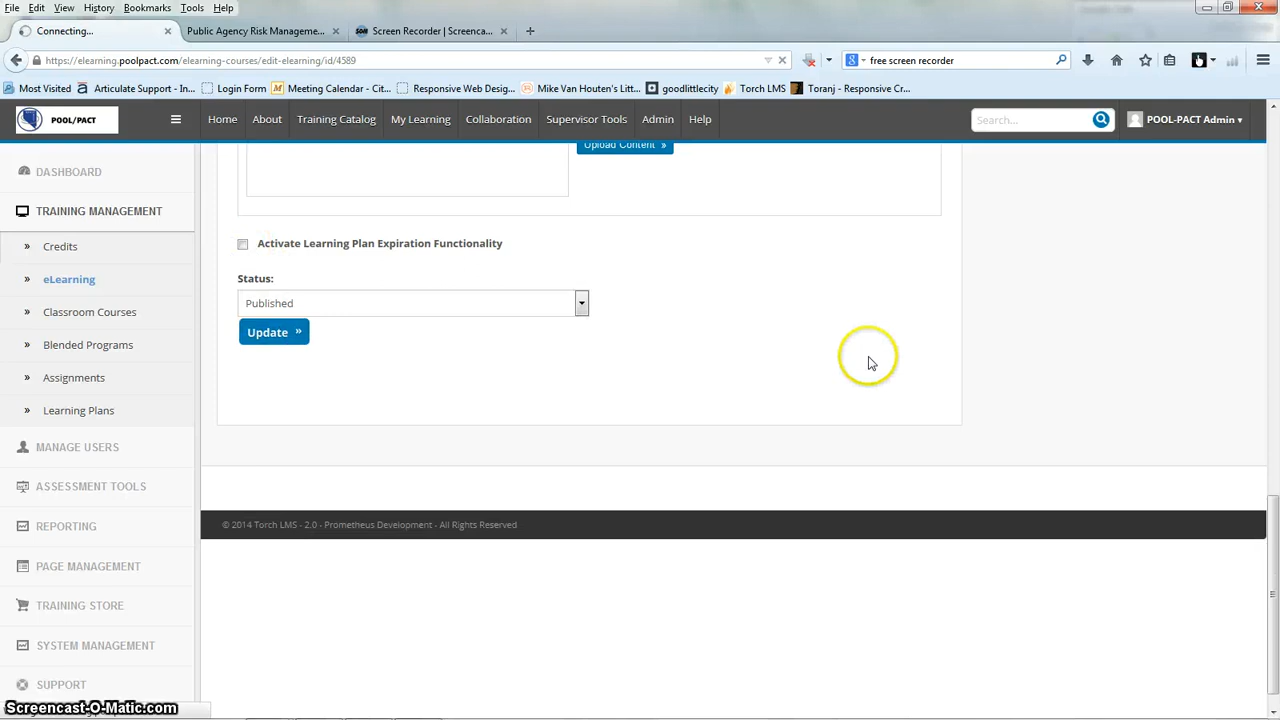 File Edit View History Bookmarks Tools Help
Connecting... Public Agency Risk Manageme... Screen Recorder | Screenca...
https://elearning.poolpact.com/elearning-courses/edit-elearning/id/4589 free screen recorder
Most Visited Articulate Support - In... Login Form Meeting Calendar - Cit... Responsive Web Desig... Mike Van Houten's Litt... goodlittlecity Torch LMS Toranj - Responsive Cr...
POOL/PACT Home About Training Catalog My Learning Collaboration Supervisor Tools Admin Help Search... POOL-PACT Admin
Upload Content »
DASHBOARD
TRAINING MANAGEMENT
» Credits
» eLearning
» Classroom Courses
» Blended Programs
» Assignments
» Learning Plans
MANAGE USERS
ASSESSMENT TOOLS
REPORTING
PAGE MANAGEMENT
TRAINING STORE
SYSTEM MANAGEMENT
SUPPORT
Activate Learning Plan Expiration Functionality
Status:
Published
Update »
© 2014 Torch LMS - 2.0 - Prometheus Development - All Rights Reserved
Screencast-O-Matic.com